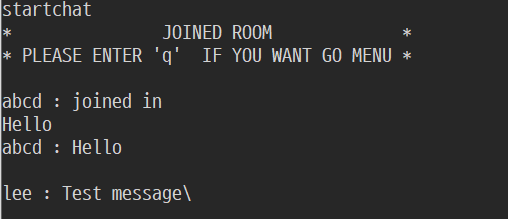 startchat
* JOINED ROOM *
* PLEASE ENTER 'q'  IF YOU WANT GO MENU *
abcd : joined in
Hello
abcd : Hello
lee : Test message\